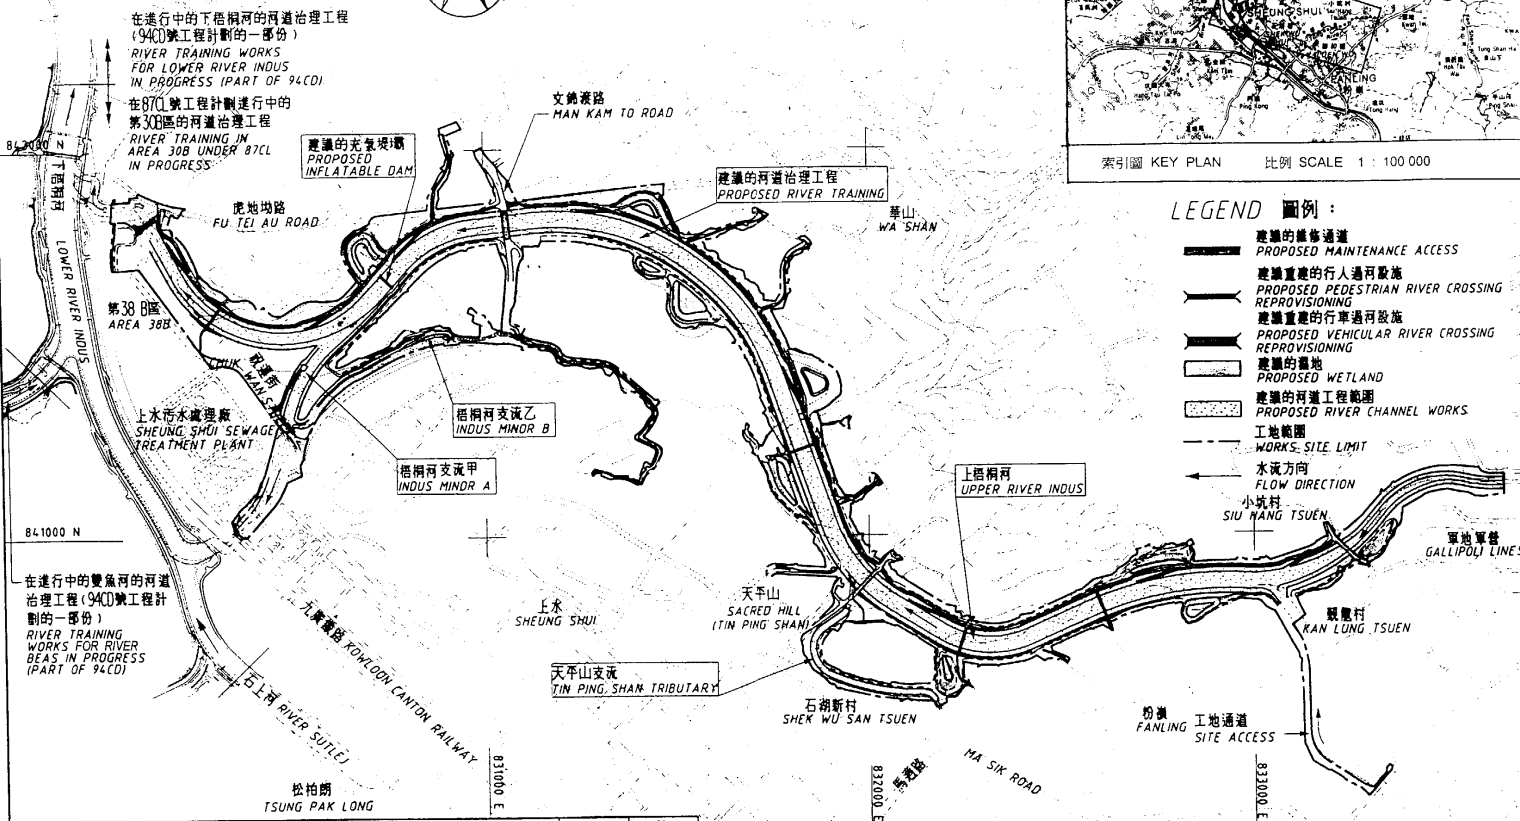 在進行中的下梧桐河的河道治理工程
(94CD號工程計劃的一部份)
RIVER TRAINING WORKS
FOR LOWER RIVER INDUS
IN PROGRESS (PART OF 94CD)
在87CL號工程計劃進行中的
第30B區的河道治理工程
RIVER TRAINING IN
AREA 30B UNDER 87CL
IN PROGRESS
842000 N
下梧桐河
LOWER RIVER INDUS
虎地坳路
FU TEI AU ROAD
建議的充氣堤壩
PROPOSED
INFLATABLE DAM
文錦渡路
MAN KAM TO ROAD
建議的河道治理工程
PROPOSED RIVER TRAINING
華山
WA SHAN
SHEUNG SHUI
FANLING
粉嶺
Ping Kong
索引圖 KEY PLAN 比例 SCALE 1 : 100 000
LEGEND 圖例 :
建議的維修通道
PROPOSED MAINTENANCE ACCESS
建議重建的行人過河設施
PROPOSED PEDESTRIAN RIVER CROSSING
REPROVISIONING
建議重建的行車過河設施
PROPOSED VEHICULAR RIVER CROSSING
REPROVISIONING
建議的濕地
PROPOSED WETLAND
建議的河道工程範圍
PROPOSED RIVER CHANNEL WORKS
工地範圍
WORKS SITE LIMIT
水流方向
FLOW DIRECTION
第38 B區
AREA 38B
CHUK WAN ST
上水污水處理廠
SHEUNG SHUI SEWAGE
TREATMENT PLANT
梧桐河支流乙
INDUS MINOR B
梧桐河支流甲
INDUS MINOR A
上梧桐河
UPPER RIVER INDUS
小坑村
SIU HANG TSUEN
軍地軍營
GALLIPOLI LINES
841000 N
在進行中的雙魚河的河道
治理工程(94CD號工程計
劃的一部份)
RIVER TRAINING
WORKS FOR RIVER
BEAS IN PROGRESS
(PART OF 94CD)
九廣鐵路 KOWLOON CANTON RAILWAY
石上河 RIVER SUTLEJ
上水
SHEUNG SHUI
天平山
SACRED HILL
(TIN PING SHAN)
天平山支流
TIN PING SHAN TRIBUTARY
石湖新村
SHEK WU SAN TSUEN
觀龍村
KAN LUNG TSUEN
粉嶺
FANLING
工地通道
SITE ACCESS
馬適路
MA SIK ROAD
松柏朗
TSUNG PAK LONG
831000 E
832000 E
833000 E